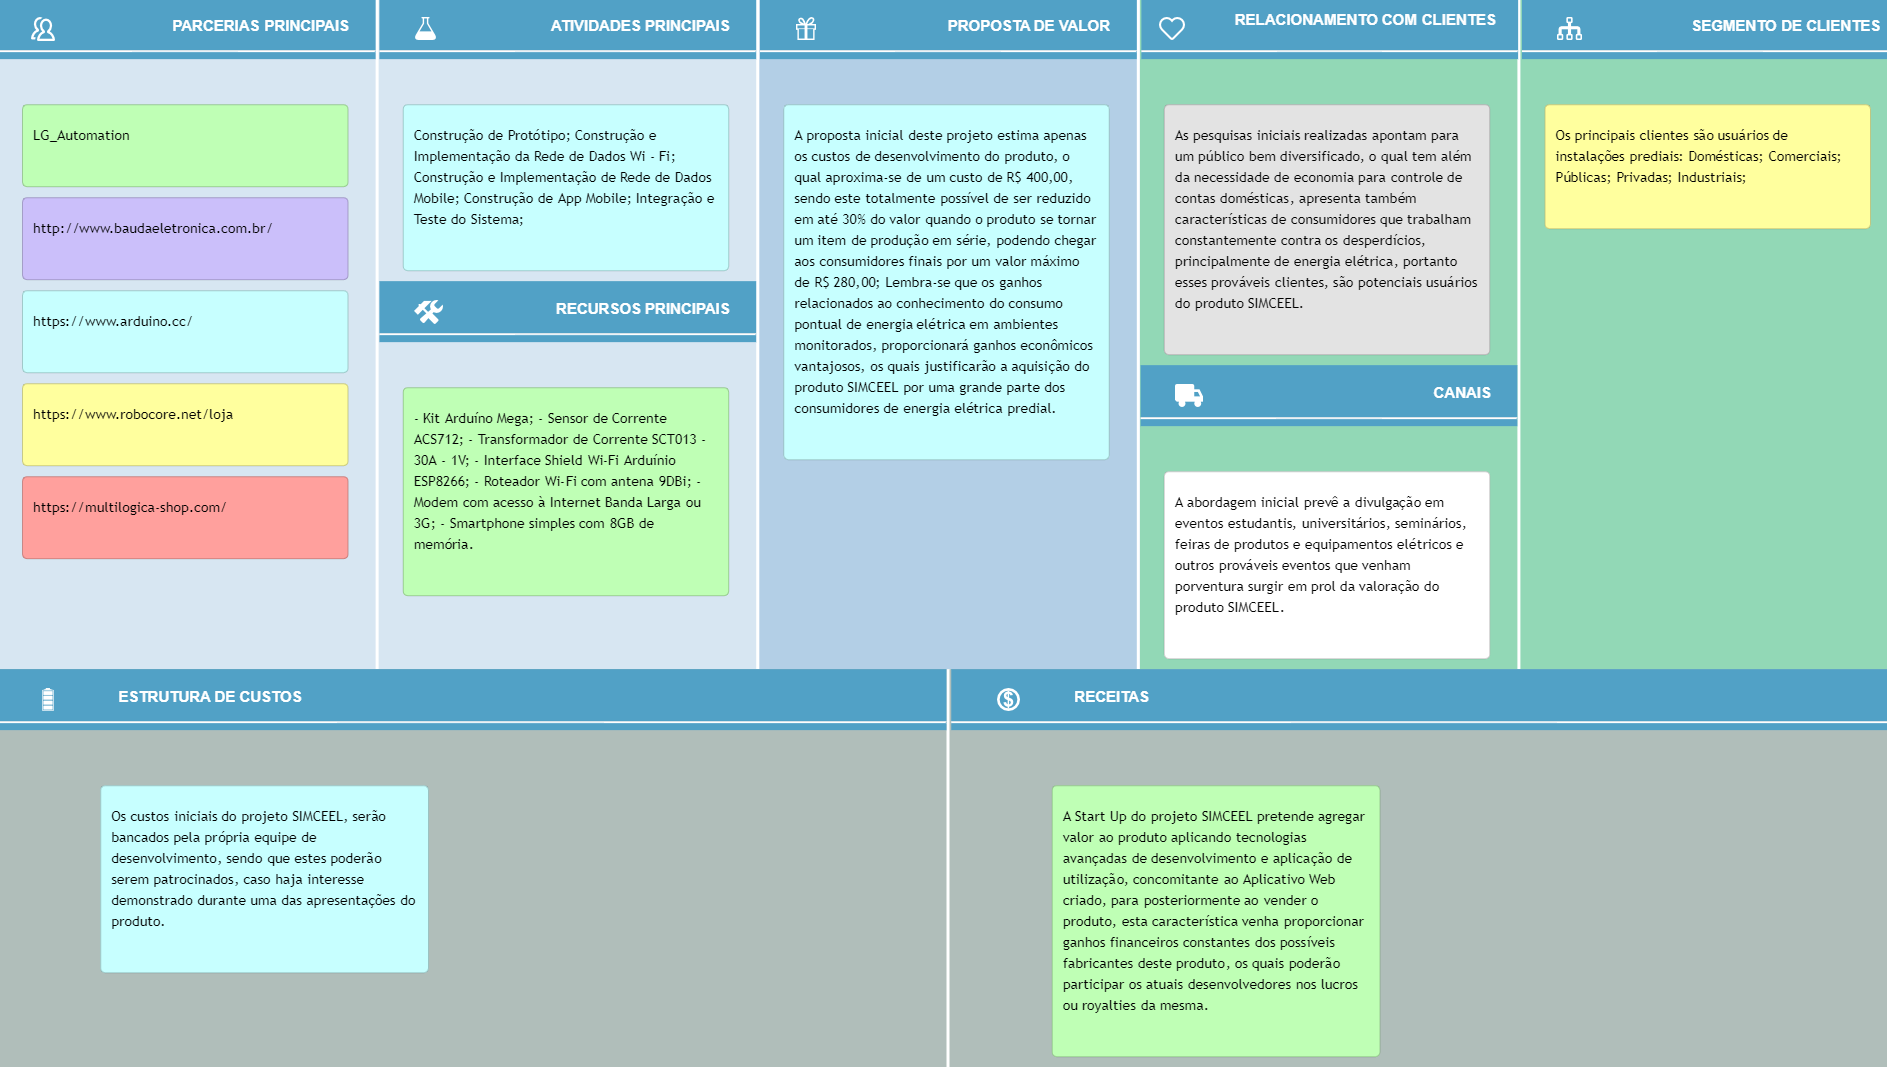 PARCERIAS PRINCIPAIS
LG_Automation
http://www.baudaeletronica.com.br/
https://www.arduino.cc/
https://www.robocore.net/loja
https://multilogica-shop.com/
ATIVIDADES PRINCIPAIS
Construção de Protótipo; Construção e
Implementação da Rede de Dados Wi - Fi;
Construção e Implementação de Rede de Dados
Mobile; Construção de App Mobile; Integração e
Teste do Sistema;
RECURSOS PRINCIPAIS
- Kit Arduíno Mega; - Sensor de Corrente
ACS712; - Transformador de Corrente SCT013 -
30A - 1V; - Interface Shield Wi-Fi Arduínio
ESP8266; - Roteador Wi-Fi com antena 9DBi; -
Modem com acesso à Internet Banda Larga ou
3G; - Smartphone simples com 8GB de
memória.
PROPOSTA DE VALOR
A proposta inicial deste projeto estima apenas
os custos de desenvolvimento do produto, o
qual aproxima-se de um custo de R$ 400,00,
sendo este totalmente possível de ser reduzido
em até 30% do valor quando o produto se tornar
um item de produção em série, podendo chegar
aos consumidores finais por um valor máximo
de R$ 280,00; Lembra-se que os ganhos
relacionados ao conhecimento do consumo
pontual de energia elétrica em ambientes
monitorados, proporcionará ganhos econômicos
vantajosos, os quais justificarão a aquisição do
produto SIMCEEL por uma grande parte dos
consumidores de energia elétrica predial.
RELACIONAMENTO COM CLIENTES
As pesquisas iniciais realizadas apontam para
um público bem diversificado, o qual tem além
da necessidade de economia para controle de
contas domésticas, apresenta também
características de consumidores que trabalham
constantemente contra os desperdícios,
principalmente de energia elétrica, portanto
esses prováveis clientes, são potenciais usuários
do produto SIMCEEL.
CANAIS
A abordagem inicial prevê a divulgação em
eventos estudantis, universitários, seminários,
feiras de produtos e equipamentos elétricos e
outros prováveis eventos que venham
porventura surgir em prol da valoração do
produto SIMCEEL.
SEGMENTO DE CLIENTES
Os principais clientes são usuários de
instalações prediais: Domésticas; Comerciais;
Públicas; Privadas; Industriais;
ESTRUTURA DE CUSTOS
Os custos iniciais do projeto SIMCEEL, serão
bancados pela própria equipe de
desenvolvimento, sendo que estes poderão
serem patrocinados, caso haja interesse
demonstrado durante uma das apresentações do
produto.
RECEITAS
A Start Up do projeto SIMCEEL pretende agregar
valor ao produto aplicando tecnologias
avançadas de desenvolvimento e aplicação de
utilização, concomitante ao Aplicativo Web
criado, para posteriormente ao vender o
produto, esta característica venha proporcionar
ganhos financeiros constantes dos possíveis
fabricantes deste produto, os quais poderão
participar os atuais desenvolvedores nos lucros
ou royalties da mesma.